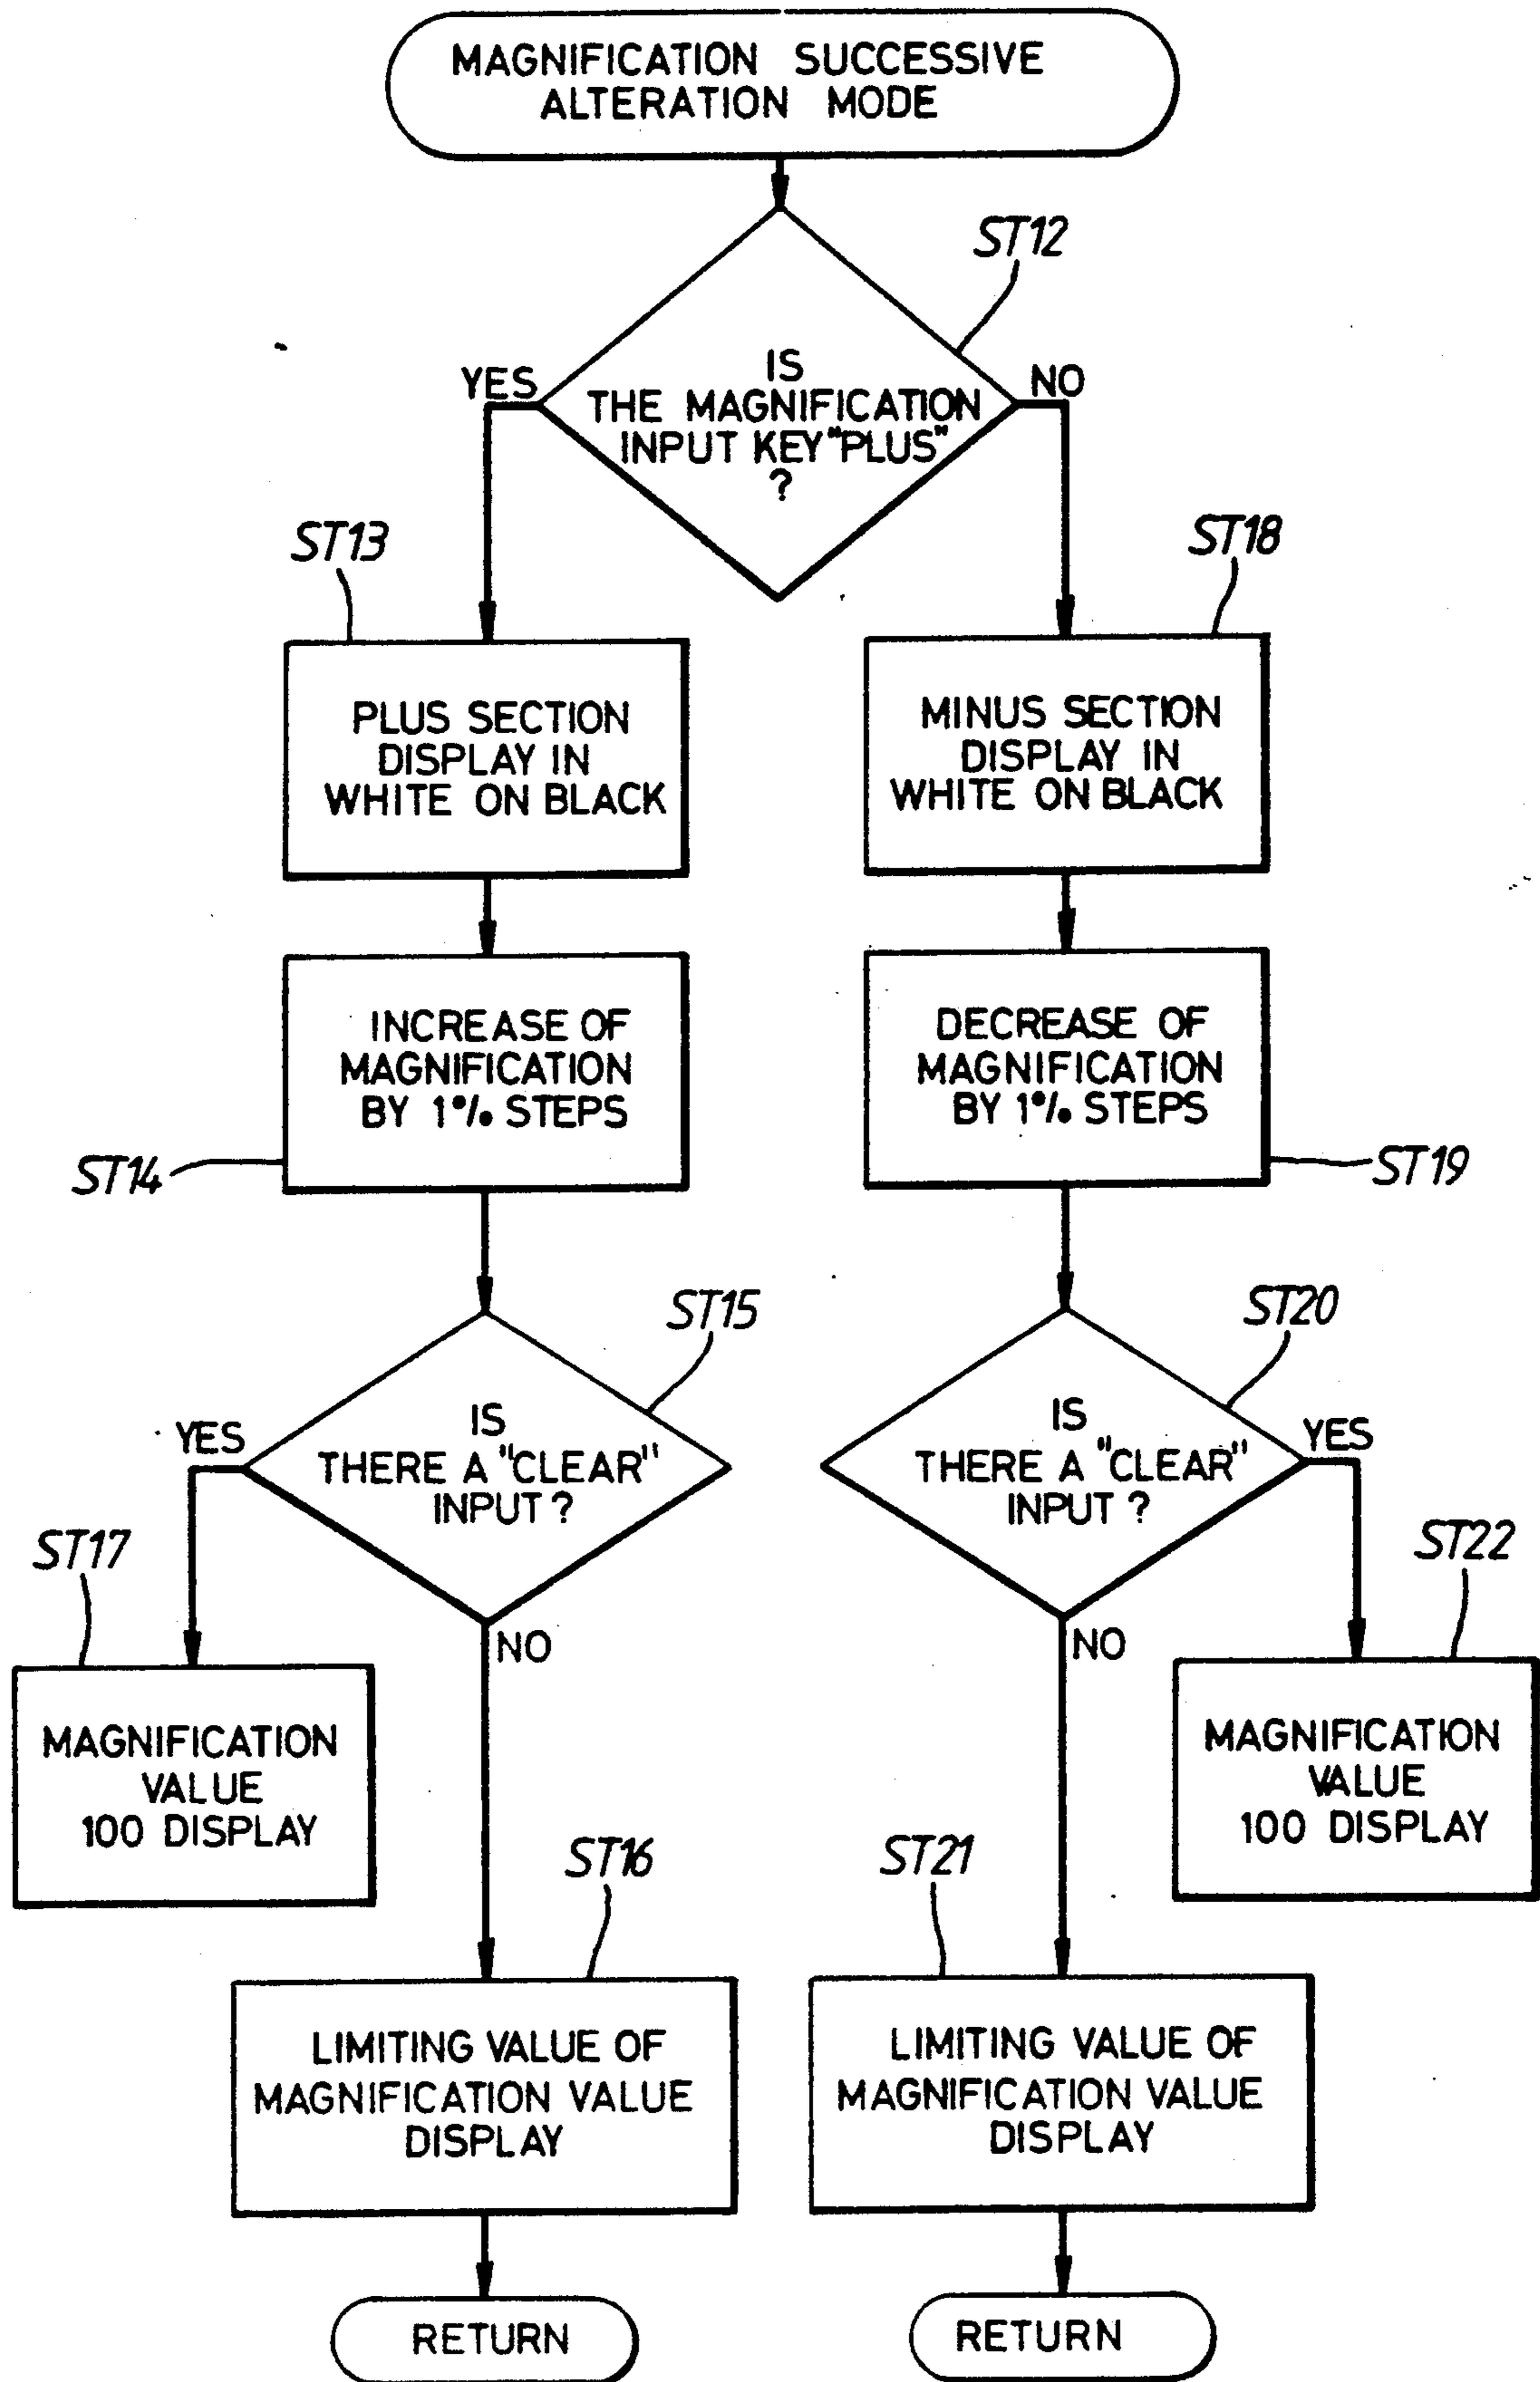 MAGNIFICATION SUCCESSIVE
ALTERATION MODE
ST12
IS
THE MAGNIFICATION
INPUT KEY "PLUS"
?
YES
NO
ST13
PLUS SECTION
DISPLAY IN
WHITE ON BLACK
ST18
MINUS SECTION
DISPLAY IN
WHITE ON BLACK
INCREASE OF
MAGNIFICATION
BY 1% STEPS
ST14
DECREASE OF
MAGNIFICATION
BY 1% STEPS
ST19
ST15
IS
THERE A "CLEAR"
INPUT ?
YES
NO
ST20
IS
THERE A "CLEAR"
INPUT ?
YES
NO
ST17
MAGNIFICATION
VALUE
100 DISPLAY
ST22
MAGNIFICATION
VALUE
100 DISPLAY
ST16
LIMITING VALUE OF
MAGNIFICATION VALUE
DISPLAY
ST21
LIMITING VALUE OF
MAGNIFICATION VALUE
DISPLAY
RETURN
RETURN